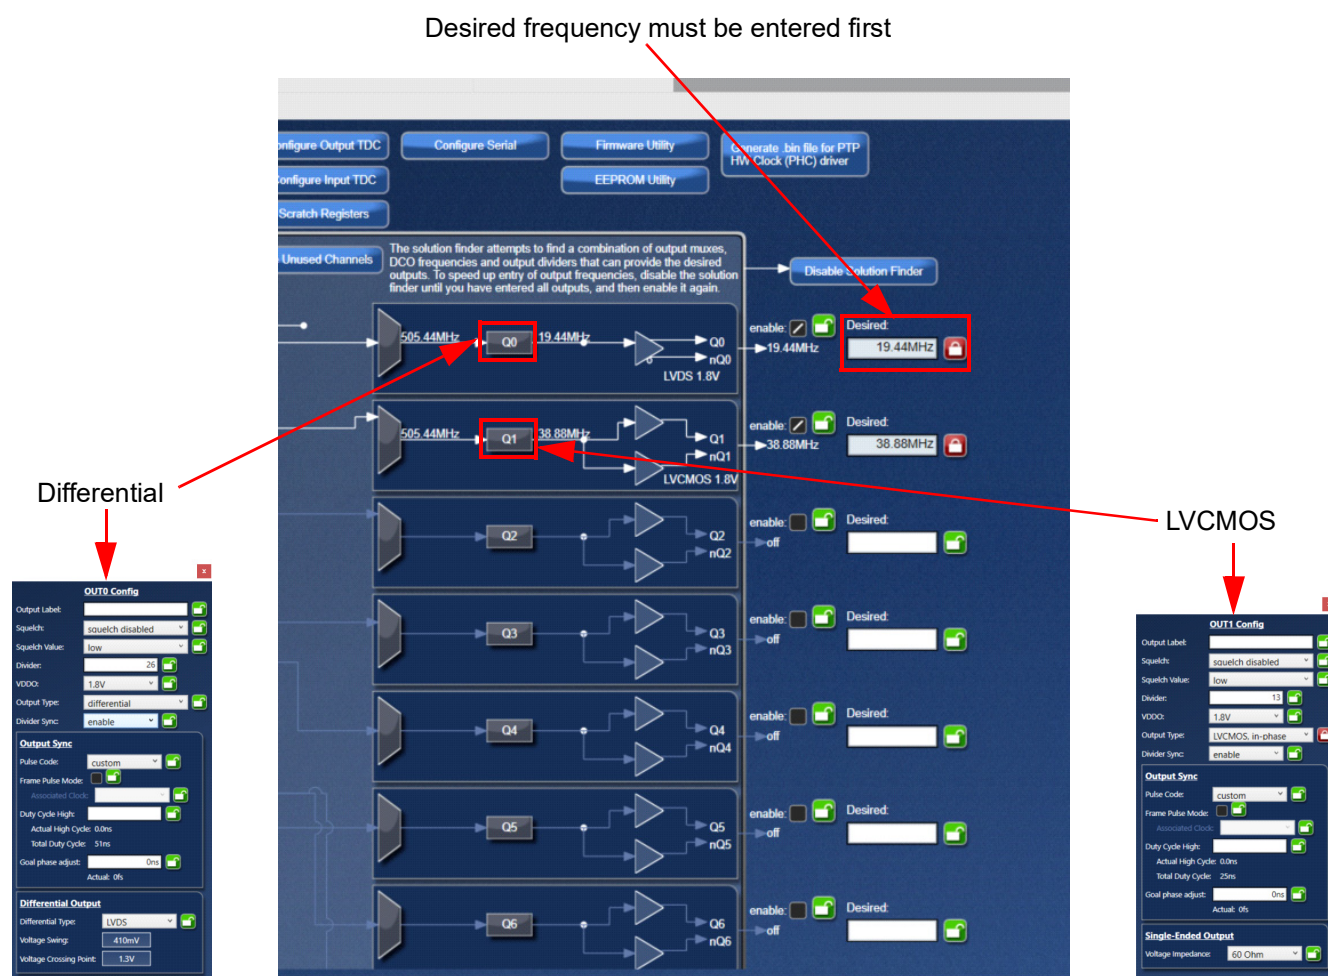 Desired frequency must be entered first
onfigure Output TDC
Configure Serial
Firmware Utility
Generate .bin file for PTP
HW Clock (PHC) driver
onfigure Input TDC
EEPROM Utility
Scratch Registers
Unused Channels
The solution finder attempts to find a combination of output muxes,
DCO frequencies and output dividers that can provide the desired
outputs. To speed up entry of output frequencies, disable the solution
finder until you have entered all outputs, and then enable it again.
Disable Solution Finder
505.44MHz
Q0
19.44MHz
Q0
nQ0
LVDS 1.8V
enable:
19.44MHz
Desired:
19.44MHz
505.44MHz
Q1
38.88MHz
Q1
nQ1
LVCMOS 1.8V
enable:
38.88MHz
Desired:
38.88MHz
Q2
Q2
nQ2
enable:
off
Desired:
Q3
Q3
nQ3
enable:
off
Desired:
Q4
Q4
nQ4
enable:
off
Desired:
Q5
Q5
nQ5
enable:
off
Desired:
Q6
Q6
nQ6
enable:
off
Desired:
Differential
x
OUT0 Config
Output Label:
Squelch: squelch disabled
Squelch Value: low
Divider: 26
VDDO: 1.8V
Output Type: differential
Divider Sync: enable
Output Sync
Pulse Code: custom
Frame Pulse Mode:
Associated Clock:
Duty Cycle High:
Actual High Cycle: 0.0ns
Total Duty Cycle: 51ns
Goal phase adjust: 0ns
Actual: 0fs
Differential Output
Differential Type: LVDS
Voltage Swing: 410mV
Voltage Crossing Point: 1.3V
LVCMOS
OUT1 Config
Output Label:
Squelch: squelch disabled
Squelch Value: low
Divider: 13
VDDO: 1.8V
Output Type: LVCMOS, in-phase
Divider Sync: enable
Output Sync
Pulse Code: custom
Frame Pulse Mode:
Associated Clock:
Duty Cycle High:
Actual High Cycle: 0.0ns
Total Duty Cycle: 25ns
Goal phase adjust: 0ns
Actual: 0fs
Single-Ended Output
Voltage Impedance: 60 Ohm